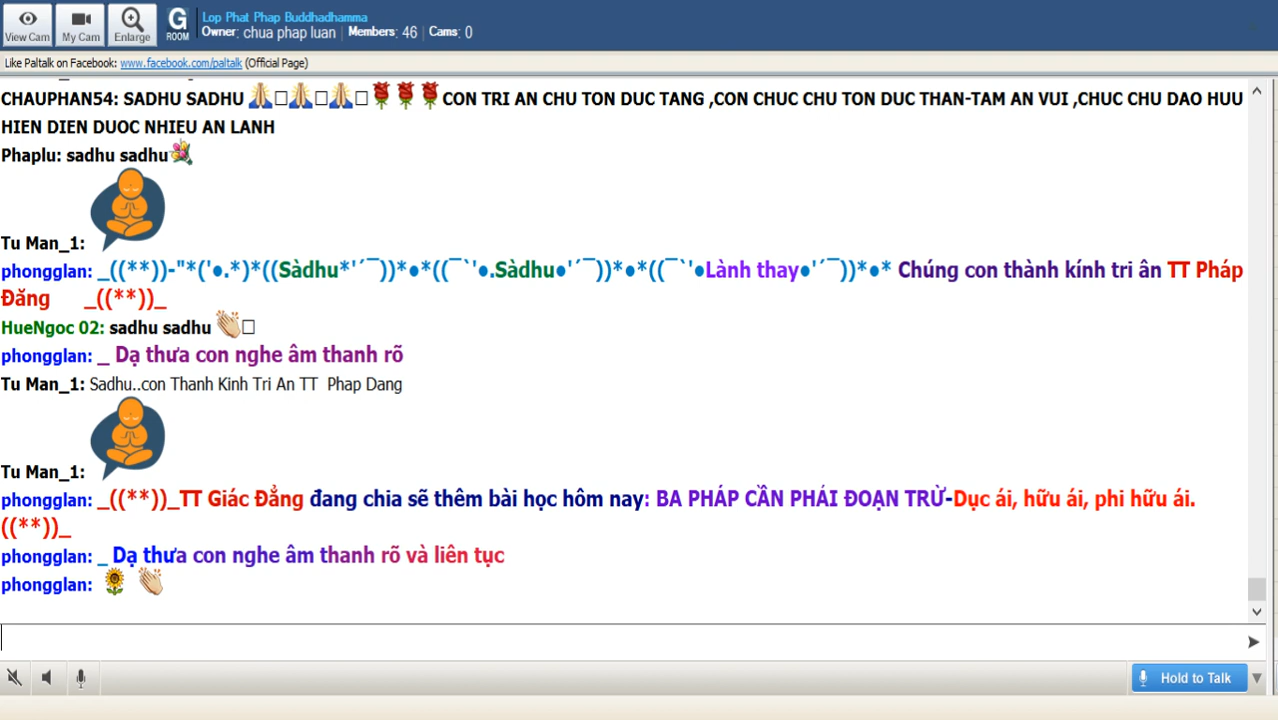 Lop Phat Phap Buddhadhamma
View Cam
My Cam
Enlarge
G
ROOM
Owner: chua phap luan | Members: 46 | Cams: 0
Like Paltalk on Facebook: www.facebook.com/paltalk (Official Page)
CHAUPHAN54: SADHU SADHU 🙏□🙏□🙏□🌹🌹🌹CON TRI AN CHU TON DUC TANG ,CON CHUC CHU TON DUC THAN-TAM AN VUI ,CHUC CHU DAO HUU
HIEN DIEN DUOC NHIEU AN LANH
Phaplu: sadhu sadhu💐
Tu Man_1:
phongglan: _((**))-"*('●.*)*((Sàdhu*'´¯))*●*((¯`'●.Sàdhu●'´¯))*●*((¯`'●Lành thay●'´¯))*●* Chúng con thành kính tri ân TT Pháp
Đăng _((**))_
HueNgoc 02: sadhu sadhu 👏□
phongglan: _ Dạ thưa con nghe âm thanh rõ
Tu Man_1: Sadhu..con Thanh Kinh Tri An TT Phap Dang
Tu Man_1:
phongglan: _((**))_TT Giác Đẳng đang chia sẽ thêm bài học hôm nay: BA PHÁP CẦN PHÁI ĐOẠN TRỪ-Dục ái, hữu ái, phi hữu ái.
((**))_
phongglan: _ Dạ thưa con nghe âm thanh rõ và liên tục
phongglan: 🌻 👏
Hold to Talk